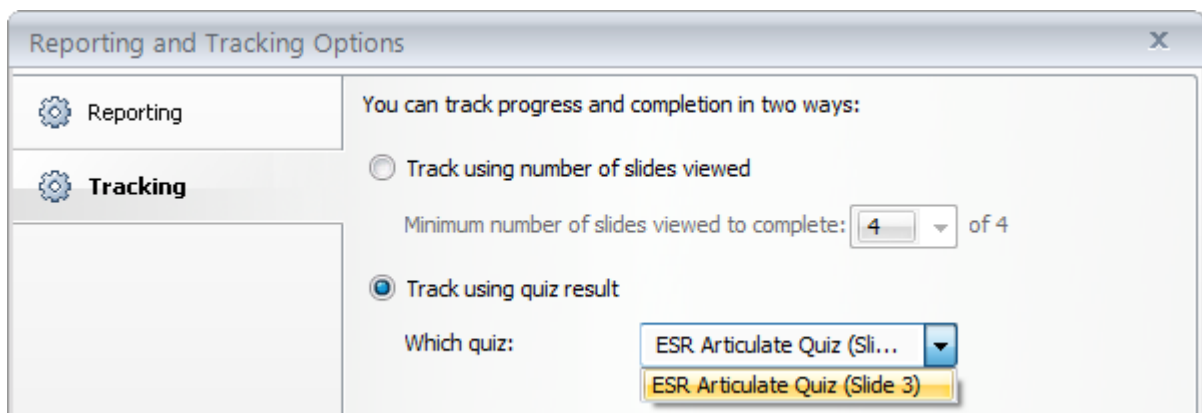 Reporting and Tracking Options
Reporting
Tracking
You can track progress and completion in two ways:
Track using number of slides viewed
Minimum number of slides viewed to complete: 4 of 4
Track using quiz result
Which quiz: ESR Articulate Quiz (Sli...
ESR Articulate Quiz (Slide 3)